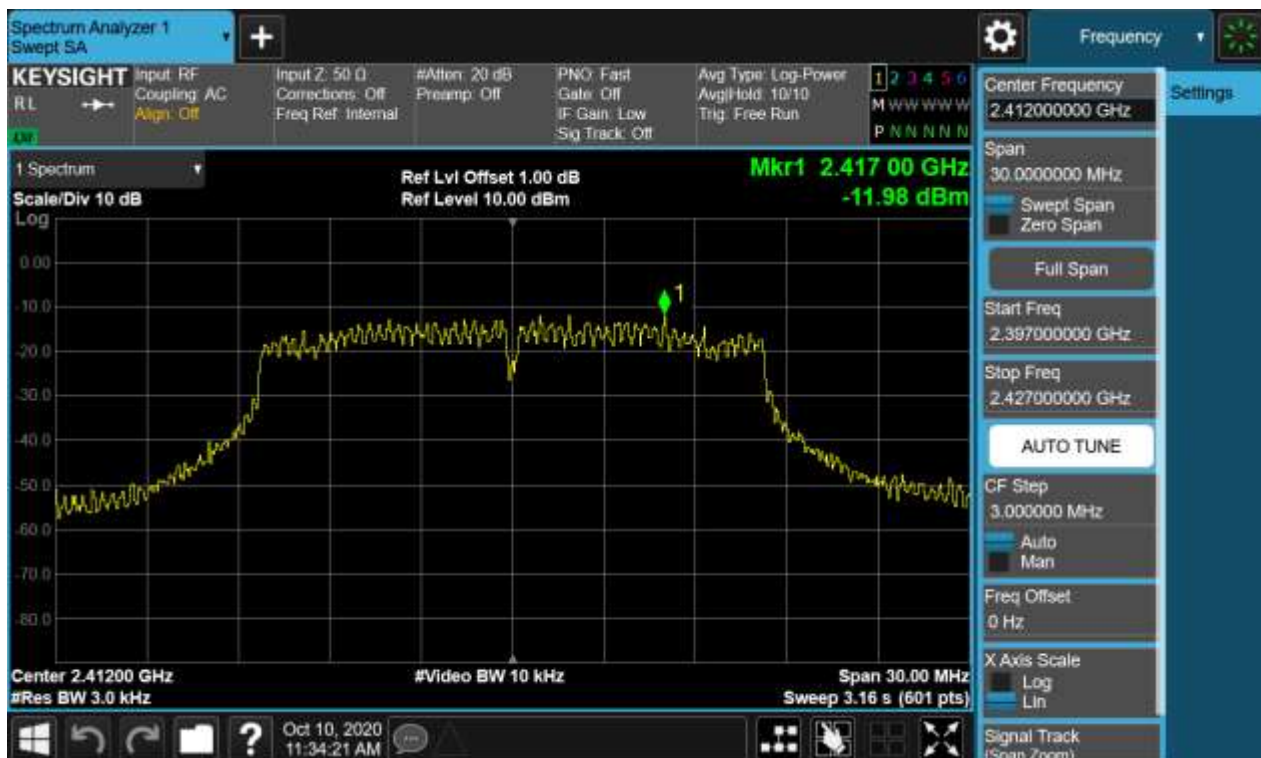 Spectrum Analyzer 1
Swept SA
+
Frequency
KEYSIGHT
RL
Input: RF
Coupling: AC
Align: Off
Input Z: 50 Ω
Corrections: Off
Freq Ref: Internal
#Atten: 20 dB
Preamp: Off
PNO: Fast
Gate: Off
IF Gain: Low
Sig Track: Off
Avg Type: Log-Power
Avg|Hold: 10/10
Trig: Free Run
1 2 3 4 5 6
M W W W W W
P N N N N N
1 Spectrum
Scale/Div 10 dB
Log
Ref Lvl Offset 1.00 dB
Ref Level 10.00 dBm
Mkr1 2.417 00 GHz
-11.98 dBm
0.00
-10.0
-20.0
-30.0
-40.0
-50.0
-60.0
-70.0
-80.0
1
Center 2.41200 GHz
#Res BW 3.0 kHz
#Video BW 10 kHz
Span 30.00 MHz
Sweep 3.16 s (601 pts)
Center Frequency
2.412000000 GHz
Settings
Span
30.0000000 MHz
Swept Span
Zero Span
Full Span
Start Freq
2.397000000 GHz
Stop Freq
2.427000000 GHz
AUTO TUNE
CF Step
3.000000 MHz
Auto
Man
Freq Offset
0 Hz
X Axis Scale
Log
Lin
Signal Track
(Span Zoom)
?
Oct 10, 2020
11:34:21 AM